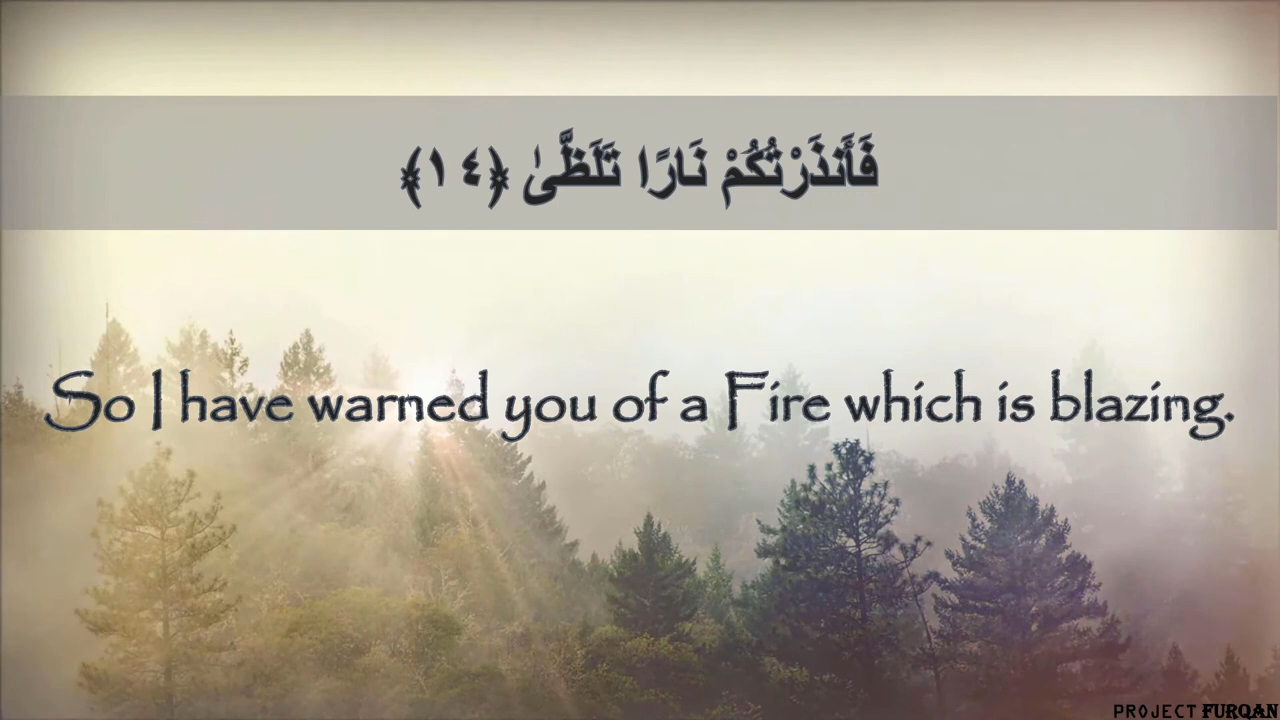 فَأَنذَرْتُكُمْ نَارًا تَلَظَّىٰ ﴿١٤﴾
So I have warned you of a Fire which is blazing.
PROJECT FURQAN